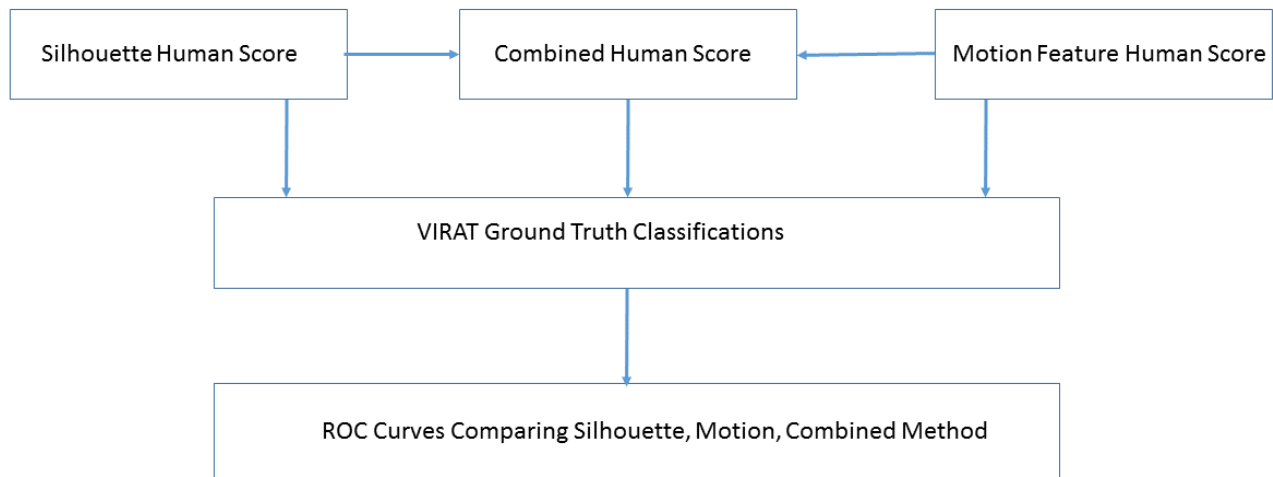 Silhouette Human Score
Combined Human Score
Motion Feature Human Score
VIRAT Ground Truth Classifications
ROC Curves Comparing Silhouette, Motion, Combined Method